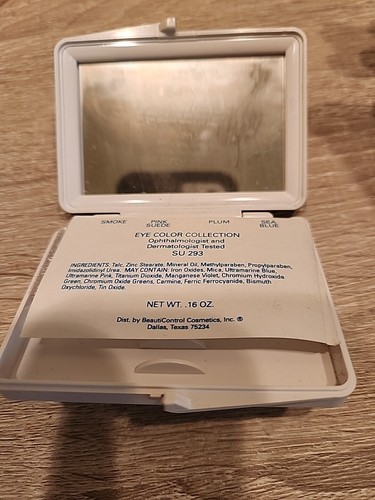 SMOKE PINK SUEDE PLUM SEA BLUE
EYE COLOR COLLECTION
Ophthalmologist and
Dermatologist Tested
SU 293
INGREDIENTS: Talc, Zinc Stearate, Mineral Oil, Methylparaben, Propylparaben,
Imidazolidinyl Urea. MAY CONTAIN: Iron Oxides, Mica, Ultramarine Blue,
Ultramarine Pink, Titanium Dioxide, Manganese Violet, Chromium Hydroxide
Green, Chromium Oxide Greens, Carmine, Ferric Ferrocyanide, Bismuth
Oxychloride, Tin Oxide.
NET WT. .16 OZ.
Dist. by BeautiControl Cosmetics, Inc. ®
Dallas, Texas 75234